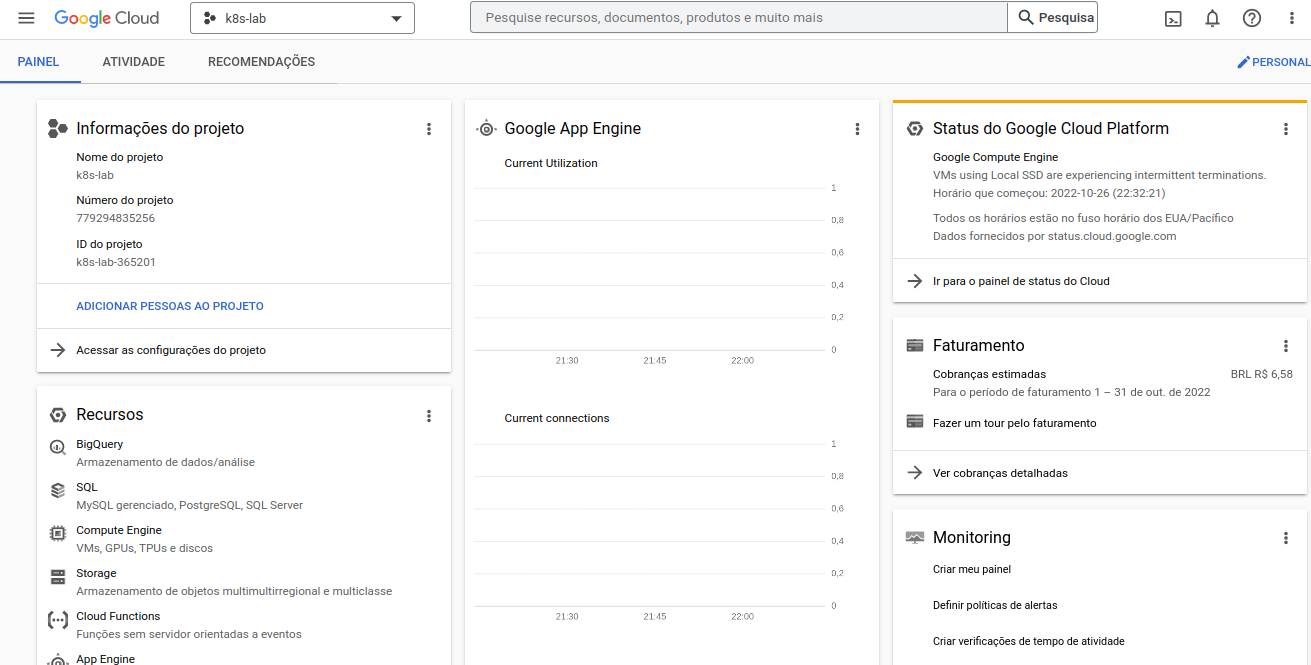 Google Cloud
k8s-lab
Pesquise recursos, documentos, produtos e muito mais
Pesquisa
PAINEL
ATIVIDADE
RECOMENDAÇÕES
PERSONAL
Informações do projeto
Nome do projeto
k8s-lab
Número do projeto
779294835256
ID do projeto
k8s-lab-365201
ADICIONAR PESSOAS AO PROJETO
Acessar as configurações do projeto
Recursos
BigQuery
Armazenamento de dados/análise
SQL
MySQL gerenciado, PostgreSQL, SQL Server
Compute Engine
VMs, GPUs, TPUs e discos
Storage
Armazenamento de objetos multimultirregional e multiclasse
Cloud Functions
Funções sem servidor orientadas a eventos
App Engine
Google App Engine
Current Utilization
1
0,8
0,6
0,4
0,2
0
21:30
21:45
22:00
Current connections
1
0,8
0,6
0,4
0,2
0
21:30
21:45
22:00
Status do Google Cloud Platform
Google Compute Engine
VMs using Local SSD are experiencing intermittent terminations.
Horário que começou: 2022-10-26 (22:32:21)
Todos os horários estão no fuso horário dos EUA/Pacífico
Dados fornecidos por status.cloud.google.com
Ir para o painel de status do Cloud
Faturamento
Cobranças estimadas
BRL R$ 6,58
Para o período de faturamento 1 – 31 de out. de 2022
Fazer um tour pelo faturamento
Ver cobranças detalhadas
Monitoring
Criar meu painel
Definir políticas de alertas
Criar verificações de tempo de atividade